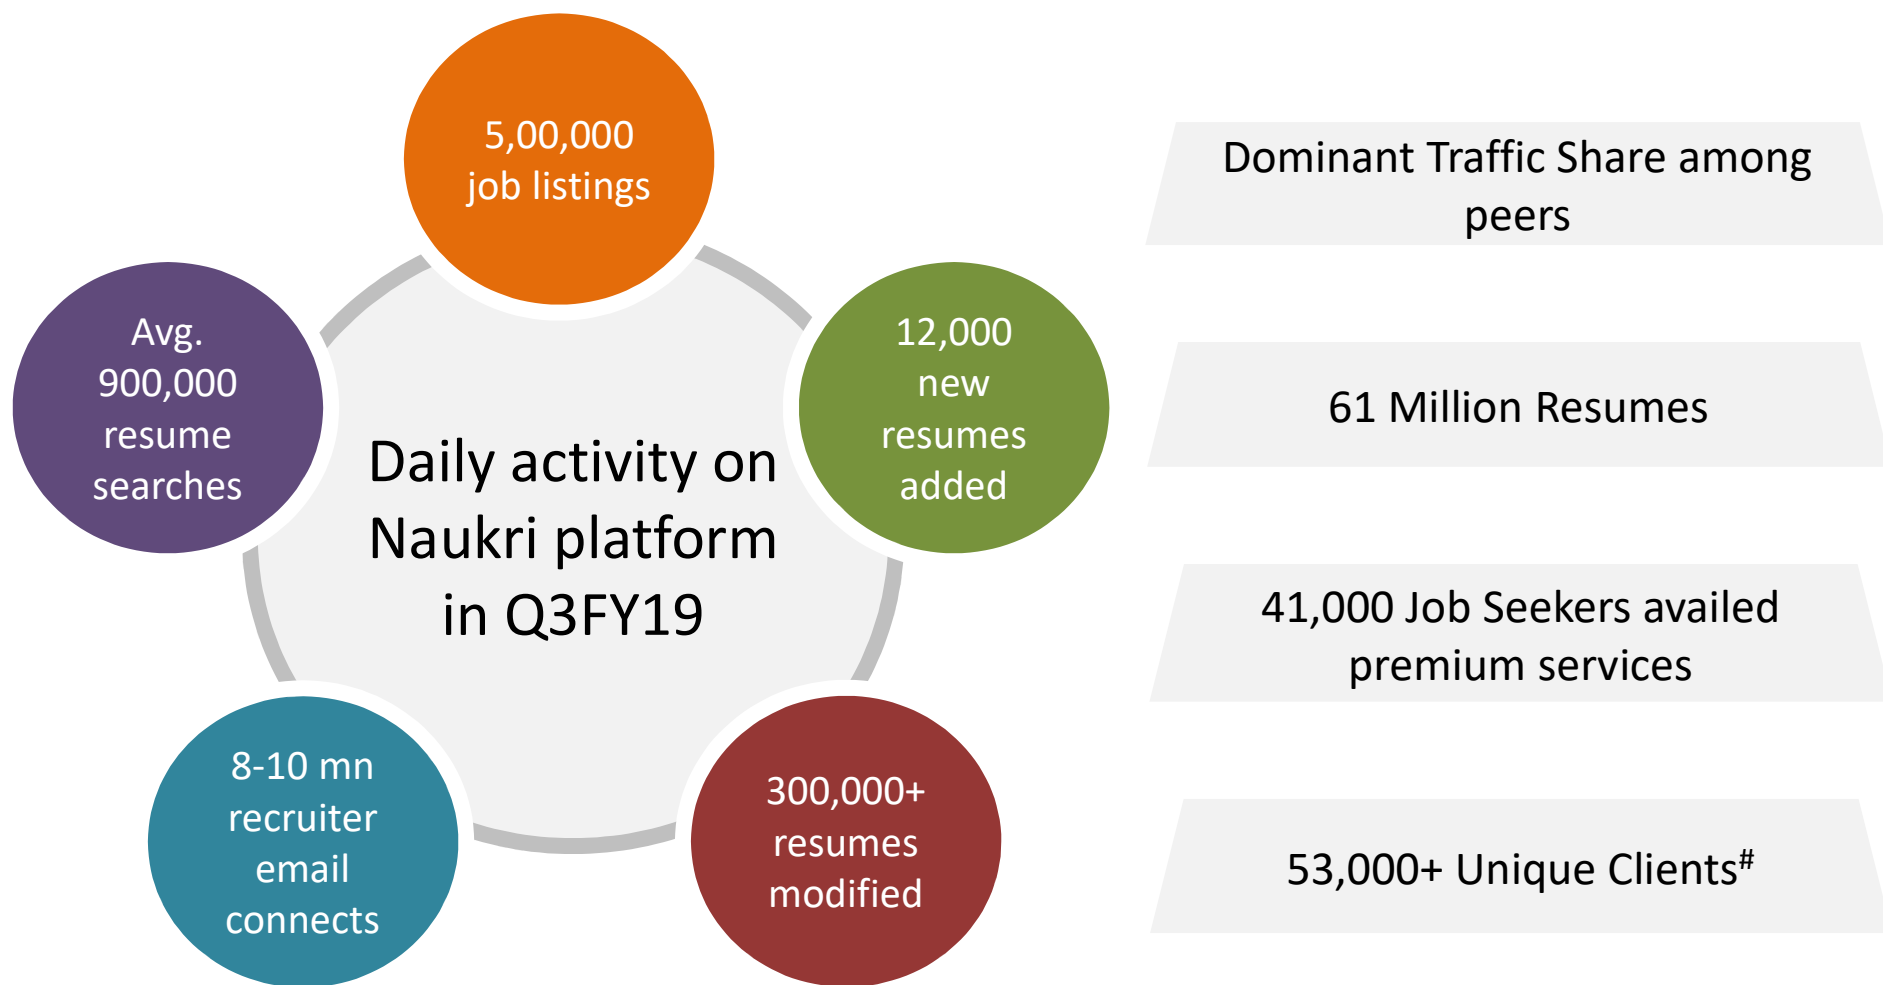 5,00,000
job listings
Avg.
900,000
resume
searches
12,000
new
resumes
added
Daily activity on
Naukri platform
in Q3FY19
8-10 mn
recruiter
email
connects
300,000+
resumes
modified
Dominant Traffic Share among
peers
61 Million Resumes
41,000 Job Seekers availed
premium services
53,000+ Unique Clients#